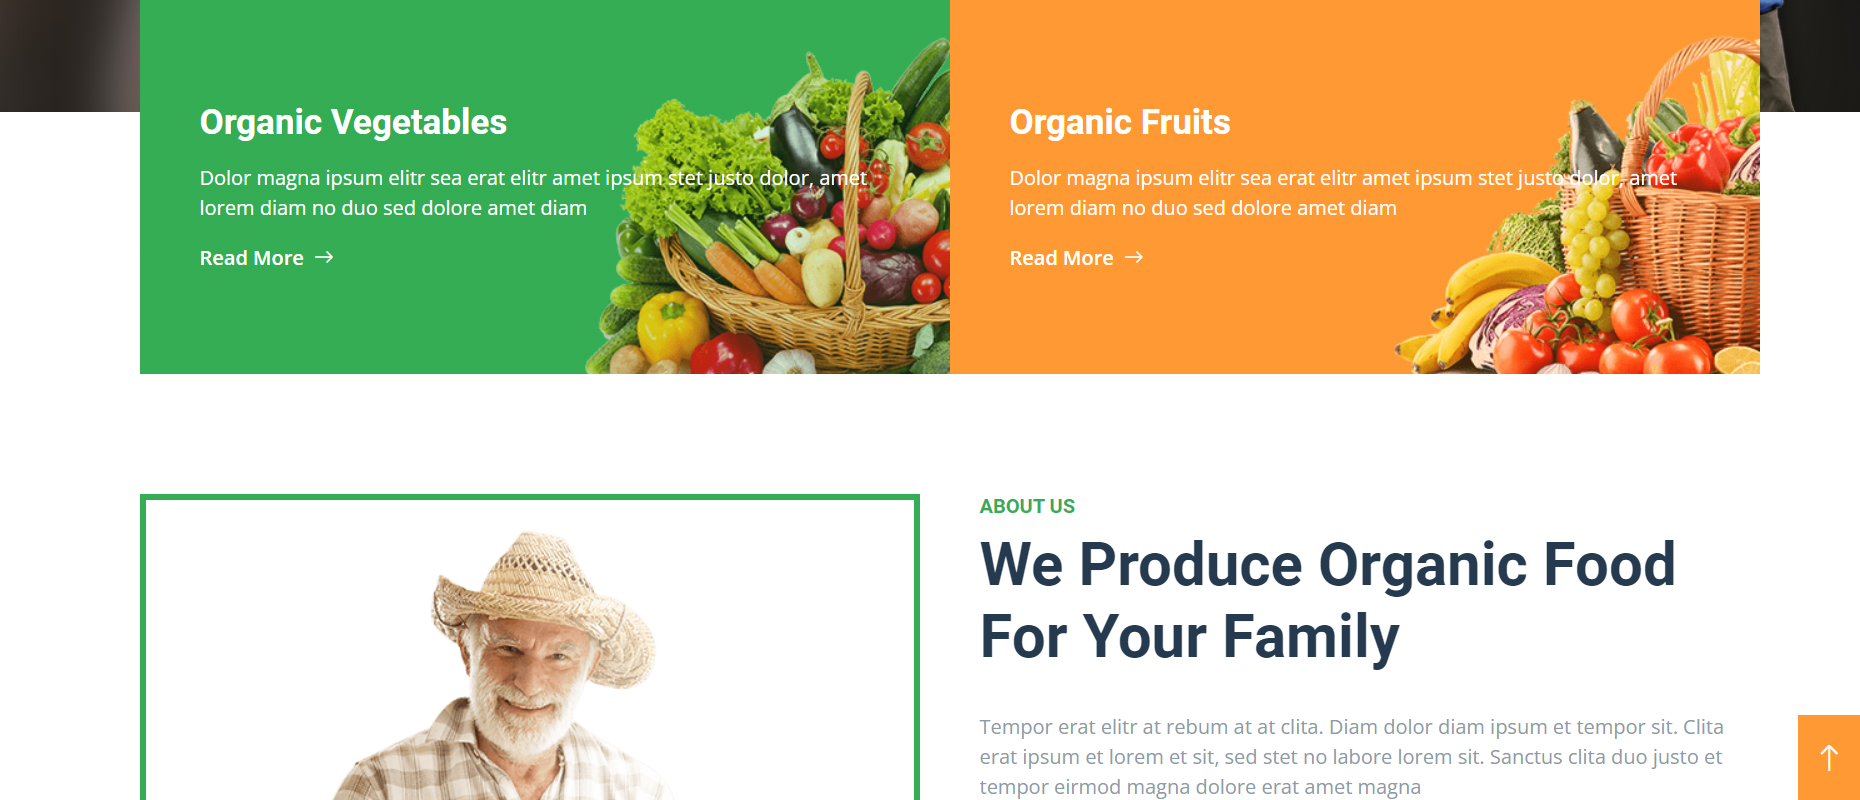 Organic Vegetables
Dolor magna ipsum elitr sea erat elitr amet ipsum stet justo dolor, amet
lorem diam no duo sed dolore amet diam
Read More
Organic Fruits
Dolor magna ipsum elitr sea erat elitr amet ipsum stet justo dolor, amet
lorem diam no duo sed dolore amet diam
Read More
ABOUT US
We Produce Organic Food
For Your Family
Tempor erat elitr at rebum at at clita. Diam dolor diam ipsum et tempor sit. Clita
erat ipsum et lorem et sit, sed stet no labore lorem sit. Sanctus clita duo justo et
tempor eirmod magna dolore erat amet magna